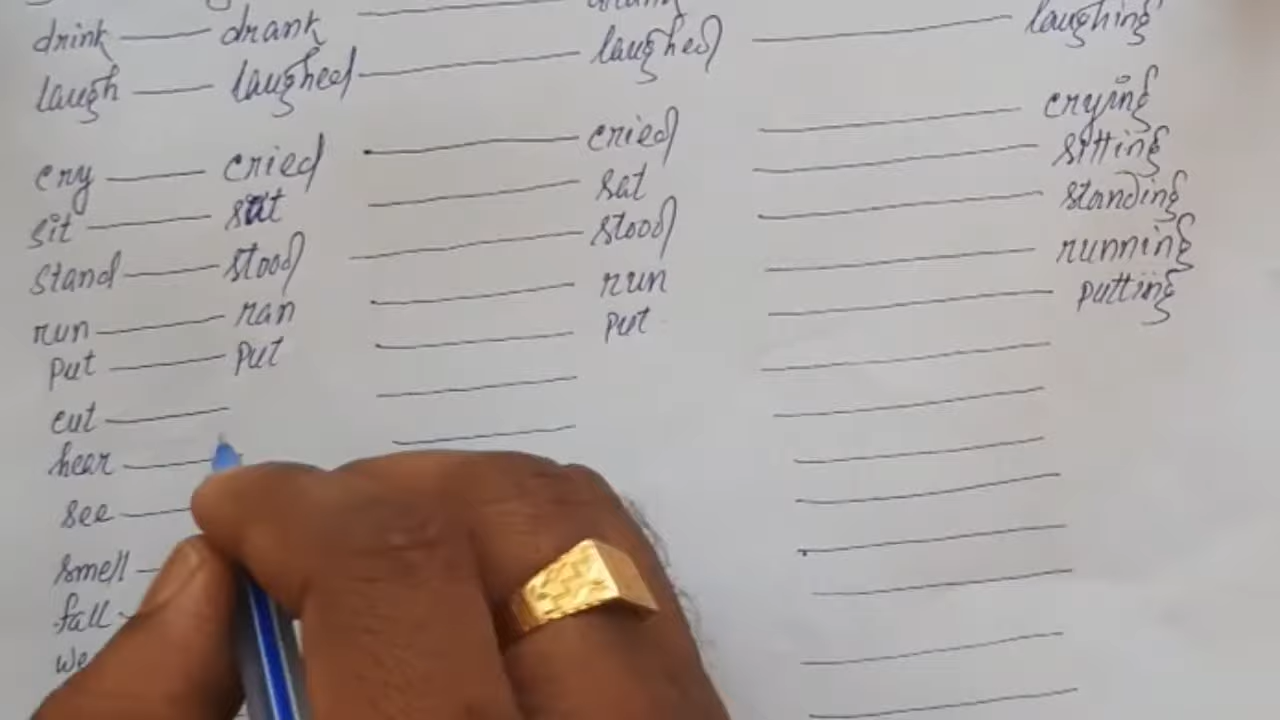 drink drank laughing
laugh laughed laughed
cry cried cried crying
sit sat sat sitting
stand stood stood standing
run ran run running
put put put putting
cut
hear
see
smell
fall